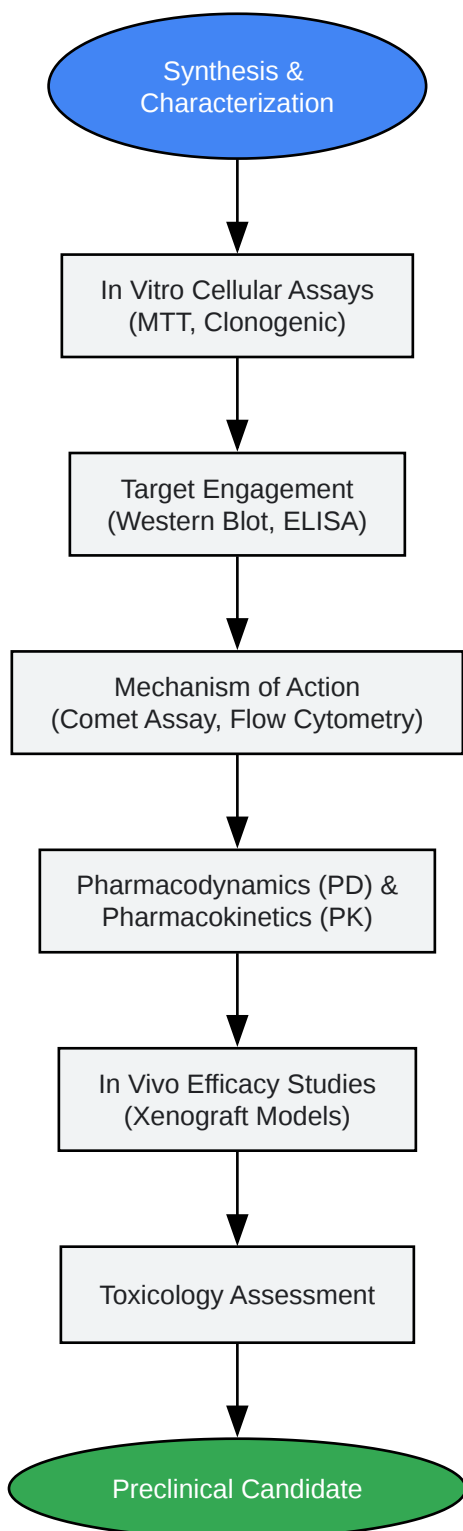 Synthesis &
Characterization
In Vitro Cellular Assays
(MTT, Clonogenic)
Target Engagement
(Western Blot, ELISA)
Mechanism of Action
(Comet Assay, Flow Cytometry)
Pharmacodynamics (PD) &
Pharmacokinetics (PK)
In Vivo Efficacy Studies
(Xenograft Models)
Toxicology Assessment
Preclinical Candidate